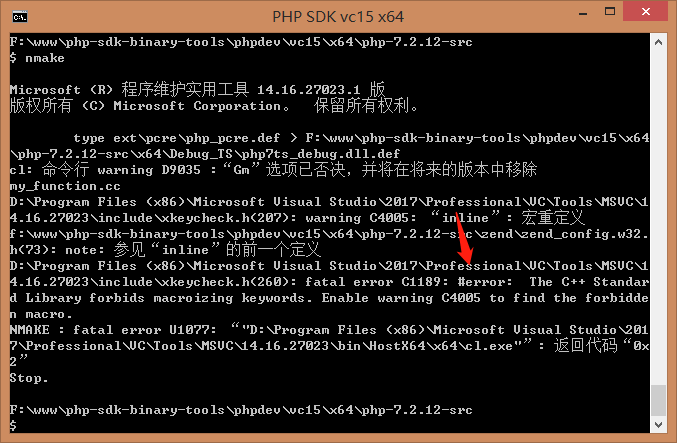 PHP SDK vc15 x64
F:\www\php-sdk-binary-tools\phpdev\vc15\x64\php-7.2.12-src
$ nmake
Microsoft (R) 程序维护实用工具 14.16.27023.1 版
版权所有 (C) Microsoft Corporation。  保留所有权利。
type ext\pcre\php_pcre.def > F:\www\php-sdk-binary-tools\phpdev\vc15\x64
\php-7.2.12-src\x64\Debug_TS\php7ts_debug.dll.def
cl: 命令行 warning D9035 :“Gm”选项已否决，并将在将来的版本中移除
my_function.cc
D:\Program Files (x86)\Microsoft Visual Studio\2017\Professional\VC\Tools\MSVC\1
4.16.27023\include\xkeycheck.h(207): warning C4005: “inline”: 宏重定义
f:\www\php-sdk-binary-tools\phpdev\vc15\x64\php-7.2.12-src\zend\zend_config.w32.
h(73): note: 参见“inline”的前一个定义
D:\Program Files (x86)\Microsoft Visual Studio\2017\Professional\VC\Tools\MSVC\1
4.16.27023\include\xkeycheck.h(260): fatal error C1189: #error:  The C++ Standar
d Library forbids macroizing keywords. Enable warning C4005 to find the forbidde
n macro.
NMAKE : fatal error U1077: “"D:\Program Files (x86)\Microsoft Visual Studio\201
7\Professional\VC\Tools\MSVC\14.16.27023\bin\HostX64\x64\cl.exe"”: 返回代码“0x
2”
Stop.
F:\www\php-sdk-binary-tools\phpdev\vc15\x64\php-7.2.12-src
$